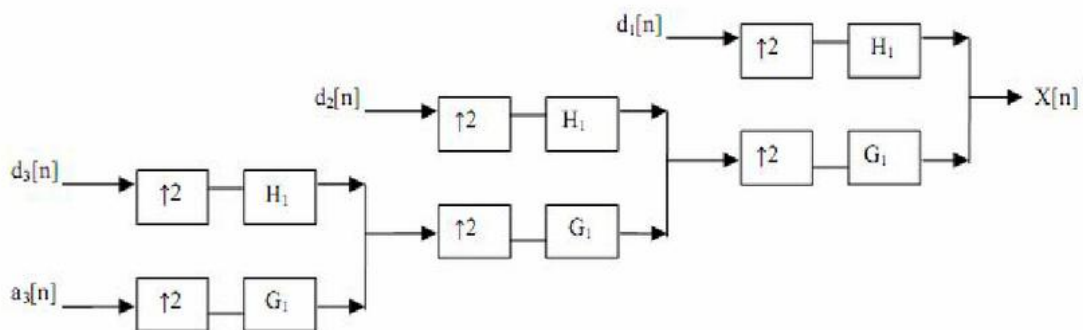 d₁[n] ↑2 H₁
d₂[n] ↑2 H₁ X[n]
↑2 G₁
d₃[n] ↑2 H₁
↑2 G₁
a₃[n] ↑2 G₁